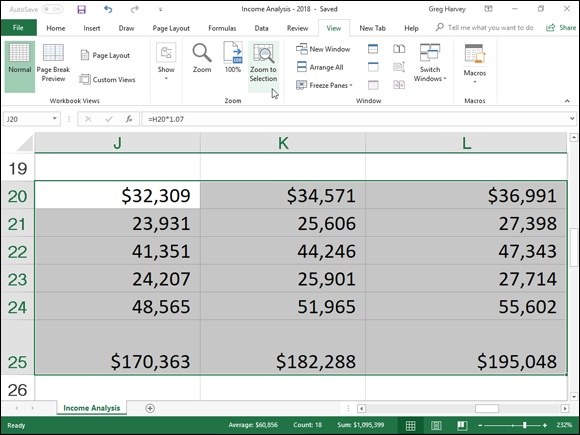 AutoSave Off Income Analysis - 2018 - Saved Greg Harvey
File Home Insert Draw Page Layout Formulas Data Review View New Tab Help Tell me what you want to do Share
Normal Page Break Preview Page Layout Custom Views Show Zoom 100% Zoom to Selection New Window Arrange All Freeze Panes Switch Windows Macros
Workbook Views Zoom Window Macros
J20 fx =H20*1.07
J K L
19
20 $32,309 $34,571 $36,991
21 23,931 25,606 27,398
22 41,351 44,246 47,343
23 24,207 25,901 27,714
24 48,565 51,965 55,602
25 $170,363 $182,288 $195,048
26
Income Analysis
Ready Average: $60,856 Count: 18 Sum: $1,095,399 232%